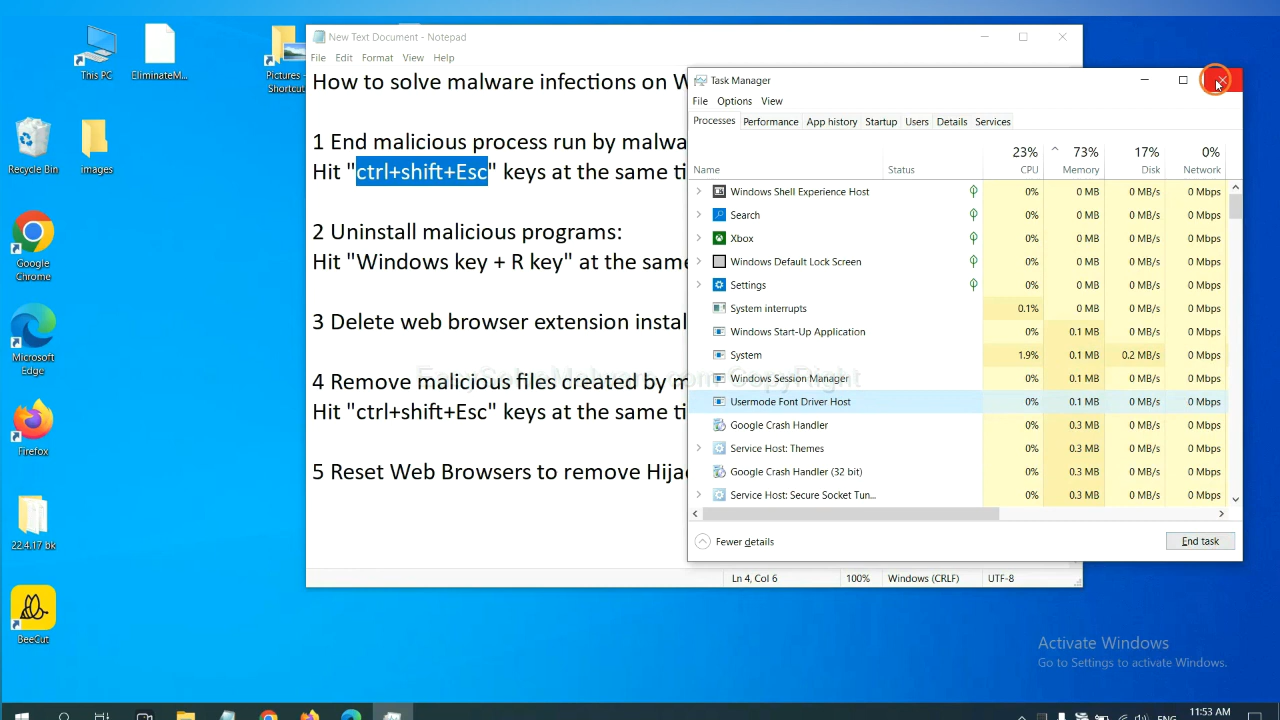 This PC
EliminateM...
Pictures -
Shortcut
Recycle Bin
images
Google
Chrome
Microsoft
Edge
Firefox
22.4.17 bk
BeeCut
New Text Document - Notepad
File Edit Format View Help
How to solve malware infections on W
1 End malicious process run by malwa
Hit "ctrl+shift+Esc" keys at the same ti
2 Uninstall malicious programs:
Hit "Windows key + R key" at the same
3 Delete web browser extension instal
4 Remove malicious files created by m
Hit "ctrl+shift+Esc" keys at the same ti
5 Reset Web Browsers to remove Hijac
Ln 4, Col 6 100% Windows (CRLF) UTF-8
Task Manager
File Options View
Processes Performance App history Startup Users Details Services
23% 73% 17% 0%
Name Status CPU Memory Disk Network
Windows Shell Experience Host 0% 0 MB 0 MB/s 0 Mbps
Search 0% 0 MB 0 MB/s 0 Mbps
Xbox 0% 0 MB 0 MB/s 0 Mbps
Windows Default Lock Screen 0% 0 MB 0 MB/s 0 Mbps
Settings 0% 0 MB 0 MB/s 0 Mbps
System interrupts 0.1% 0 MB 0 MB/s 0 Mbps
Windows Start-Up Application 0% 0.1 MB 0 MB/s 0 Mbps
System 1.9% 0.1 MB 0.2 MB/s 0 Mbps
Windows Session Manager 0% 0.1 MB 0 MB/s 0 Mbps
Usermode Font Driver Host 0% 0.1 MB 0 MB/s 0 Mbps
Google Crash Handler 0% 0.3 MB 0 MB/s 0 Mbps
Service Host: Themes 0% 0.3 MB 0 MB/s 0 Mbps
Google Crash Handler (32 bit) 0% 0.3 MB 0 MB/s 0 Mbps
Service Host: Secure Socket Tun... 0% 0.3 MB 0 MB/s 0 Mbps
Fewer details End task
Activate Windows
Go to Settings to activate Windows.
ENG 11:53 AM